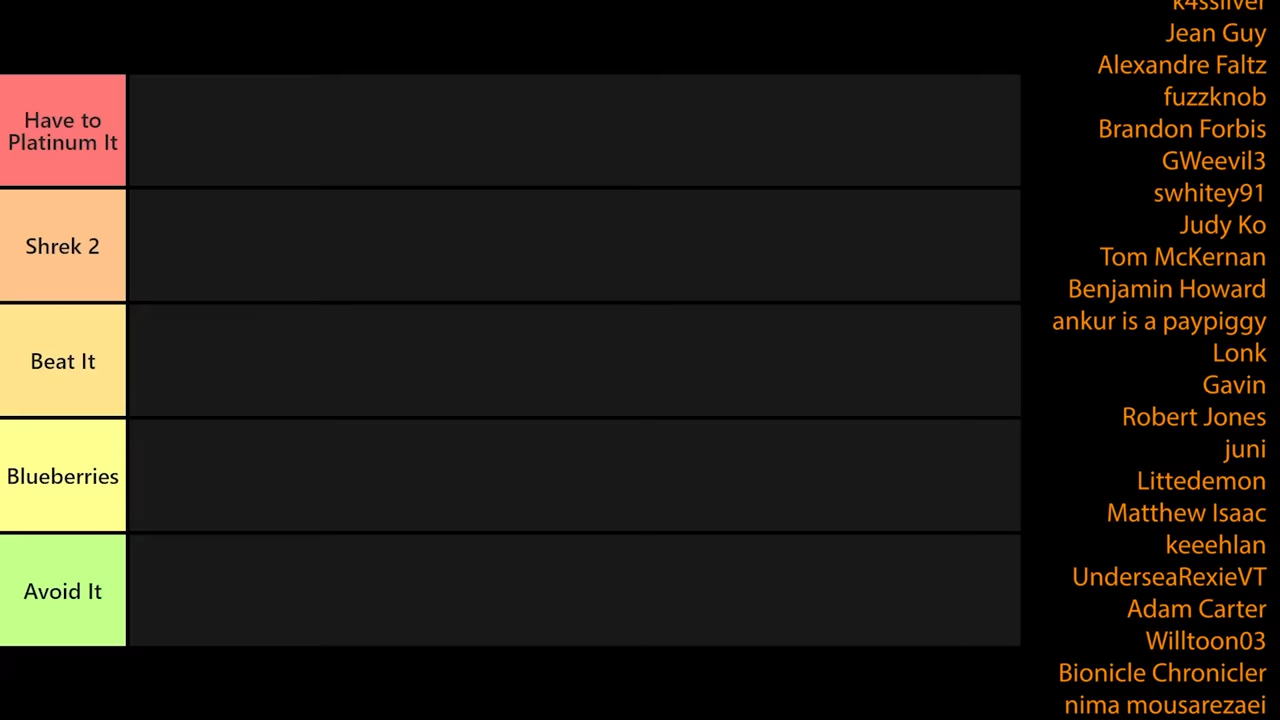 Have to
Platinum It
Shrek 2
Beat It
Blueberries
Avoid It
k4ssilver
Jean Guy
Alexandre Faltz
fuzzknob
Brandon Forbis
GWeevil3
swhitey91
Judy Ko
Tom McKernan
Benjamin Howard
ankur is a paypiggy
Lonk
Gavin
Robert Jones
juni
Littedemon
Matthew Isaac
keeehlan
UnderseaRexieVT
Adam Carter
Willtoon03
Bionicle Chronicler
nima mousarezaei